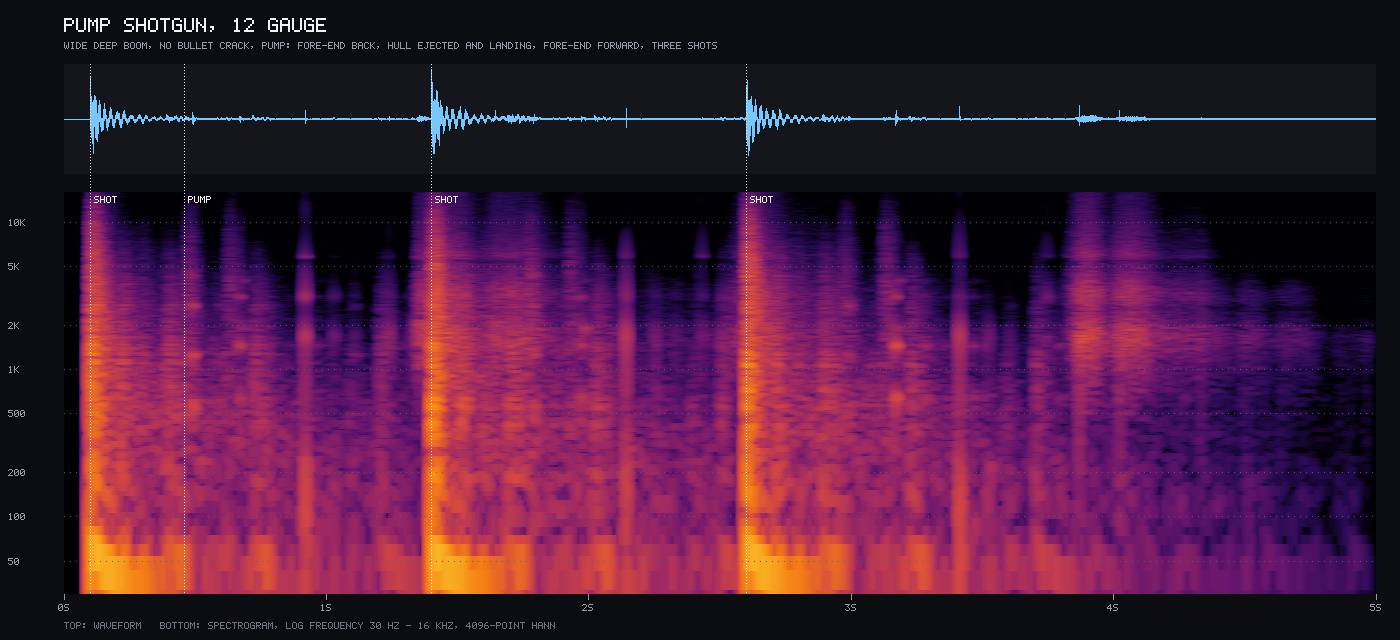 PUMP SHOTGUN, 12 GAUGE
WIDE DEEP BOOM, NO BULLET CRACK, PUMP: FORE-END BACK, HULL EJECTED AND LANDING, FORE-END FORWARD, THREE SHOTS
SHOT PUMP SHOT SHOT
10K
5K
2K
1K
500
200
100
50
0S 1S 2S 3S 4S 5S
TOP: WAVEFORM BOTTOM: SPECTROGRAM, LOG FREQUENCY 30 HZ - 16 KHZ, 4096-POINT HANN